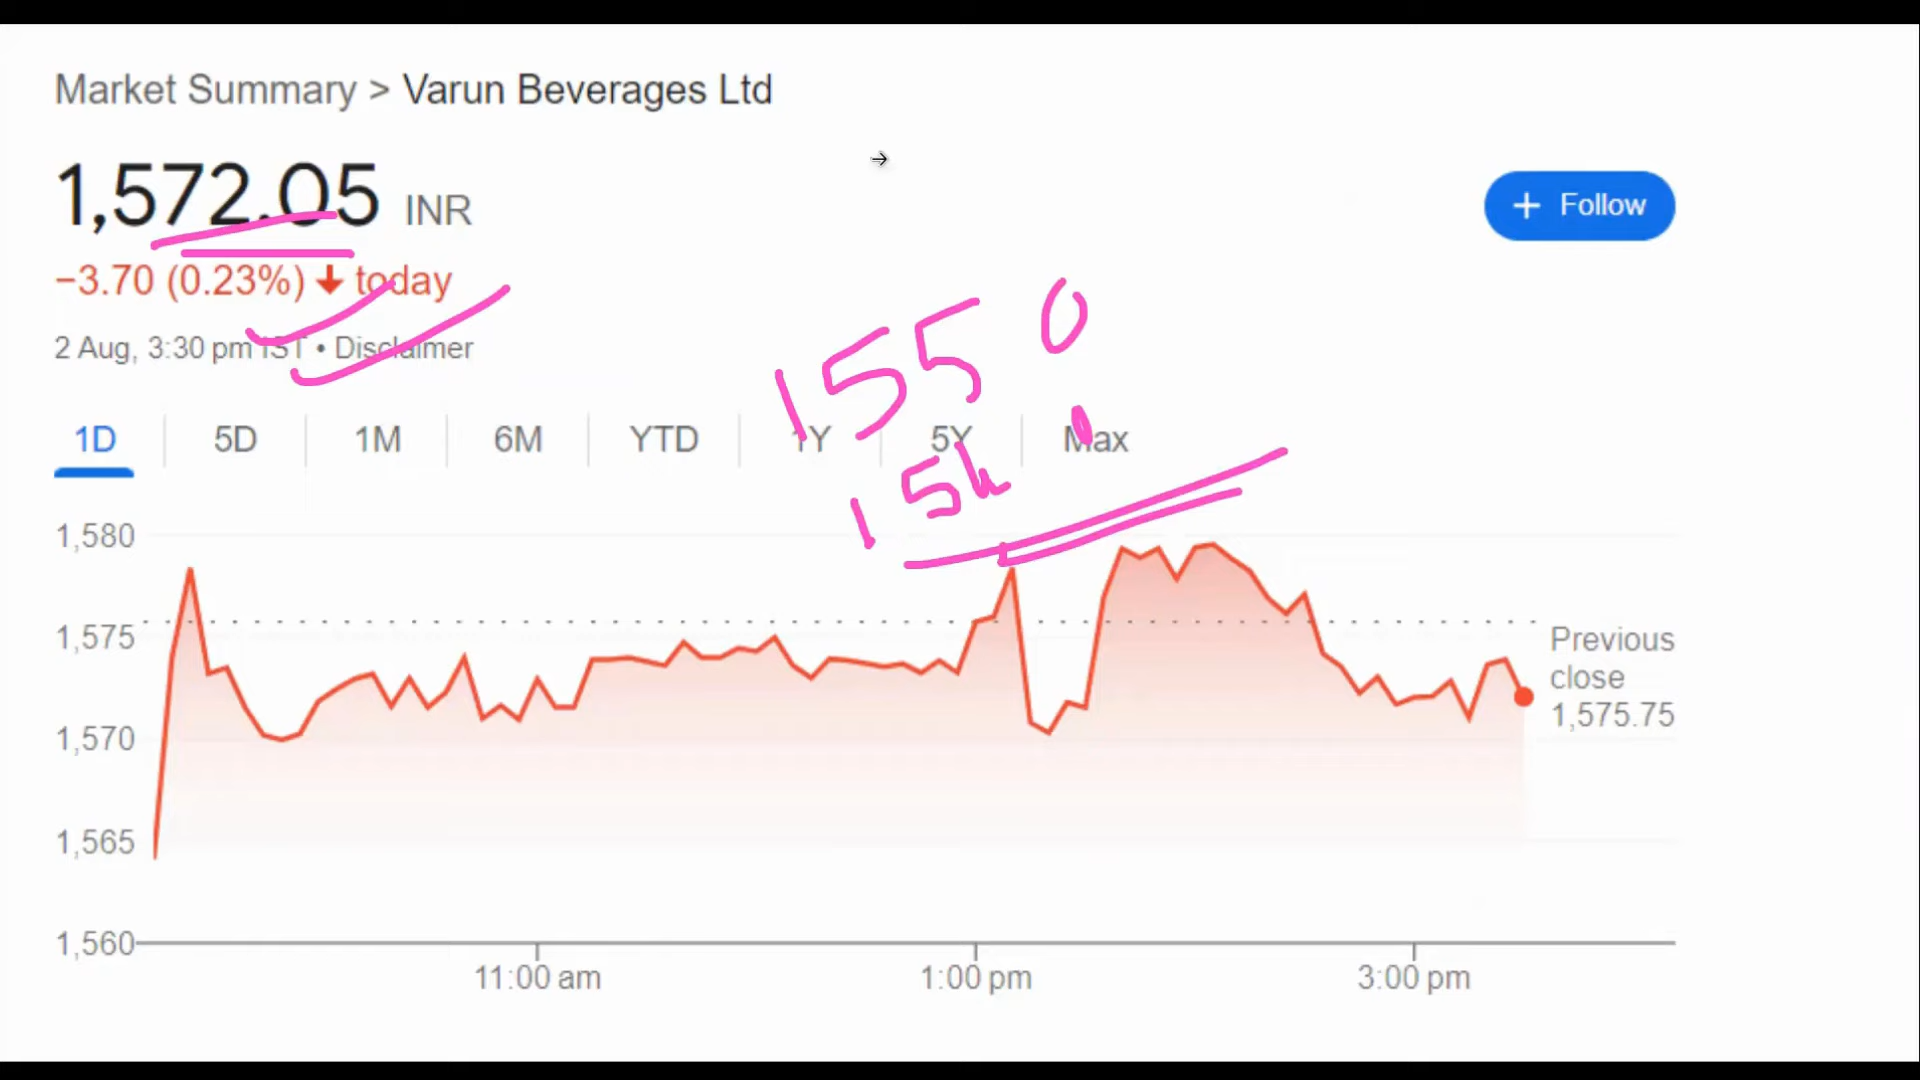 Market Summary > Varun Beverages Ltd
1,572.05 INR
+ Follow
−3.70 (0.23%) ↓ today
2 Aug, 3:30 pm IST • Disclaimer
1550
1540
1D 5D 1M 6M YTD 1Y 5Y Max
1,580
1,575
1,570
1,565
1,560
Previous
close
1,575.75
11:00 am 1:00 pm 3:00 pm